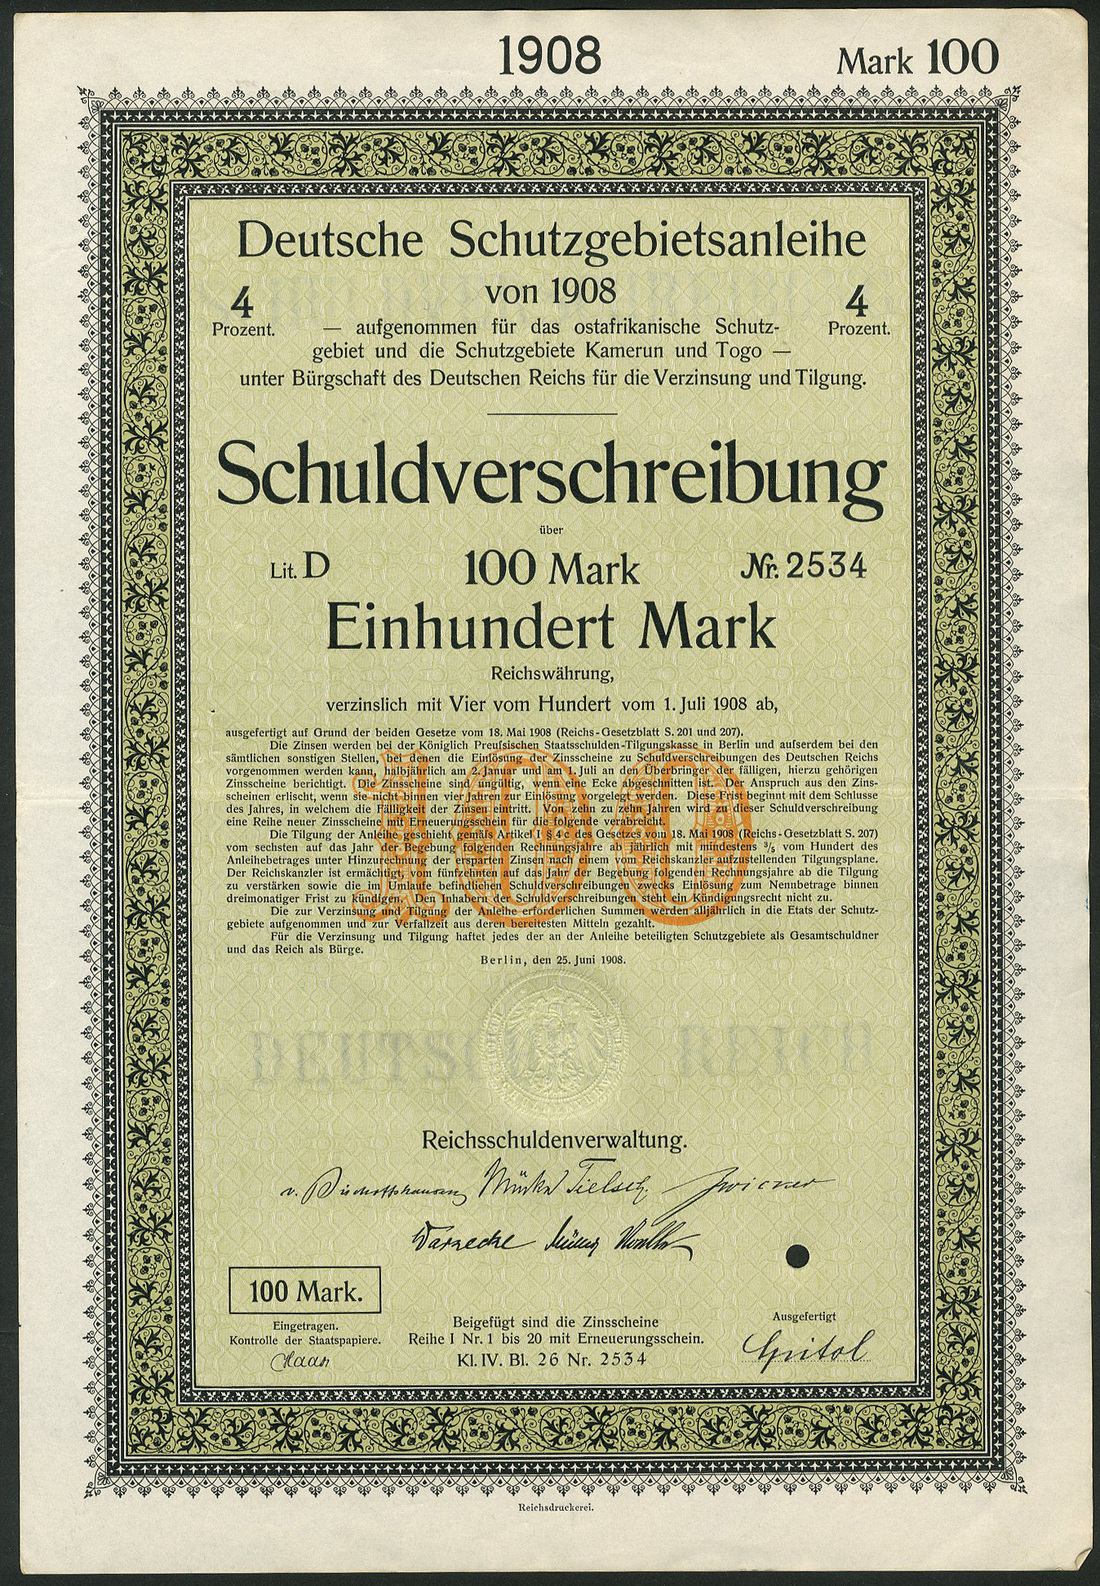 1908
Mark 100
Deutsche Schutzgebietsanleihe
von 1908
4 Prozent.
4 Prozent.
— aufgenommen für das ostafrikanische Schutz-
gebiet und die Schutzgebiete Kamerun und Togo —
unter Bürgschaft des Deutschen Reichs für die Verzinsung und Tilgung.
Schuldverschreibung
über
Lit. D 100 Mark Nr. 2534
Einhundert Mark
Reichswährung,
verzinslich mit Vier vom Hundert vom 1. Juli 1908 ab,
ausgefertigt auf Grund der beiden Gesetze vom 18. Mai 1908 (Reichs-Gesetzblatt S. 201 und 207).
Die Zinsen werden bei der Königlich Preufsischen Staatsschulden-Tilgungskasse in Berlin und aufserdem bei den
sämtlichen sonstigen Stellen, bei denen die Einlösung der Zinsscheine zu Schuldverschreibungen des Deutschen Reichs
vorgenommen werden kann, halbjährlich am 2. Januar und am 1. Juli an den Überbringer der fälligen, hierzu gehörigen
Zinsscheine berichtigt. Die Zinsscheine sind ungültig, wenn eine Ecke abgeschnitten ist. Der Anspruch aus den Zins-
scheinen erlischt, wenn sie nicht binnen vier Jahren zur Einlösung vorgelegt werden. Diese Frist beginnt mit dem Schlusse
des Jahres, in welchem die Fälligkeit der Zinsen eintritt. Von zehn zu zehn Jahren wird zu dieser Schuldverschreibung
eine Reihe neuer Zinsscheine mit Erneuerungsschein für die folgende verabreicht.
Die Tilgung der Anleihe geschieht gemäfs Artikel 1 § 4c des Gesetzes vom 18. Mai 1908 (Reichs-Gesetzblatt S. 207)
vom sechsten auf das Jahr der Begebung folgenden Rechnungsjahre ab jährlich mit mindestens 3/5 vom Hundert des
Anleihebetrages unter Hinzurechnung der ersparten Zinsen nach einem vom Reichskanzler aufzustellenden Tilgungsplane.
Der Reichskanzler ist ermächtigt, vom fünfzehnten auf das Jahr der Begebung folgenden Rechnungsjahre ab die Tilgung
zu verstärken sowie die im Umlaufe befindlichen Schuldverschreibungen zwecks Einlösung zum Nennbetrage binnen
dreimonatiger Frist zu kündigen. Den Inhabern der Schuldverschreibungen steht ein Kündigungsrecht nicht zu.
Die zur Verzinsung und Tilgung der Anleihe erforderlichen Summen werden alljährlich in die Etats der Schutz-
gebiete aufgenommen und zur Verfallzeit aus deren bereitesten Mitteln gezahlt.
Für die Verzinsung und Tilgung haftet jedes der an der Anleihe beteiligten Schutzgebiete als Gesamtschuldner
und das Reich als Bürge.
100
Berlin, den 25. Juni 1908.
DEUTSCHES REICH
Reichsschuldenverwaltung.
v. Bischoffshausen Mücke Tielsch. Zwicker
Warnecke
100 Mark.
Eingetragen.
Kontrolle der Staatspapiere.
Beigefügt sind die Zinsscheine
Reihe I Nr. 1 bis 20 mit Erneuerungsschein.
Kl. IV. Bl. 26 Nr. 2534
Ausgefertigt
Reichsdruckerei.